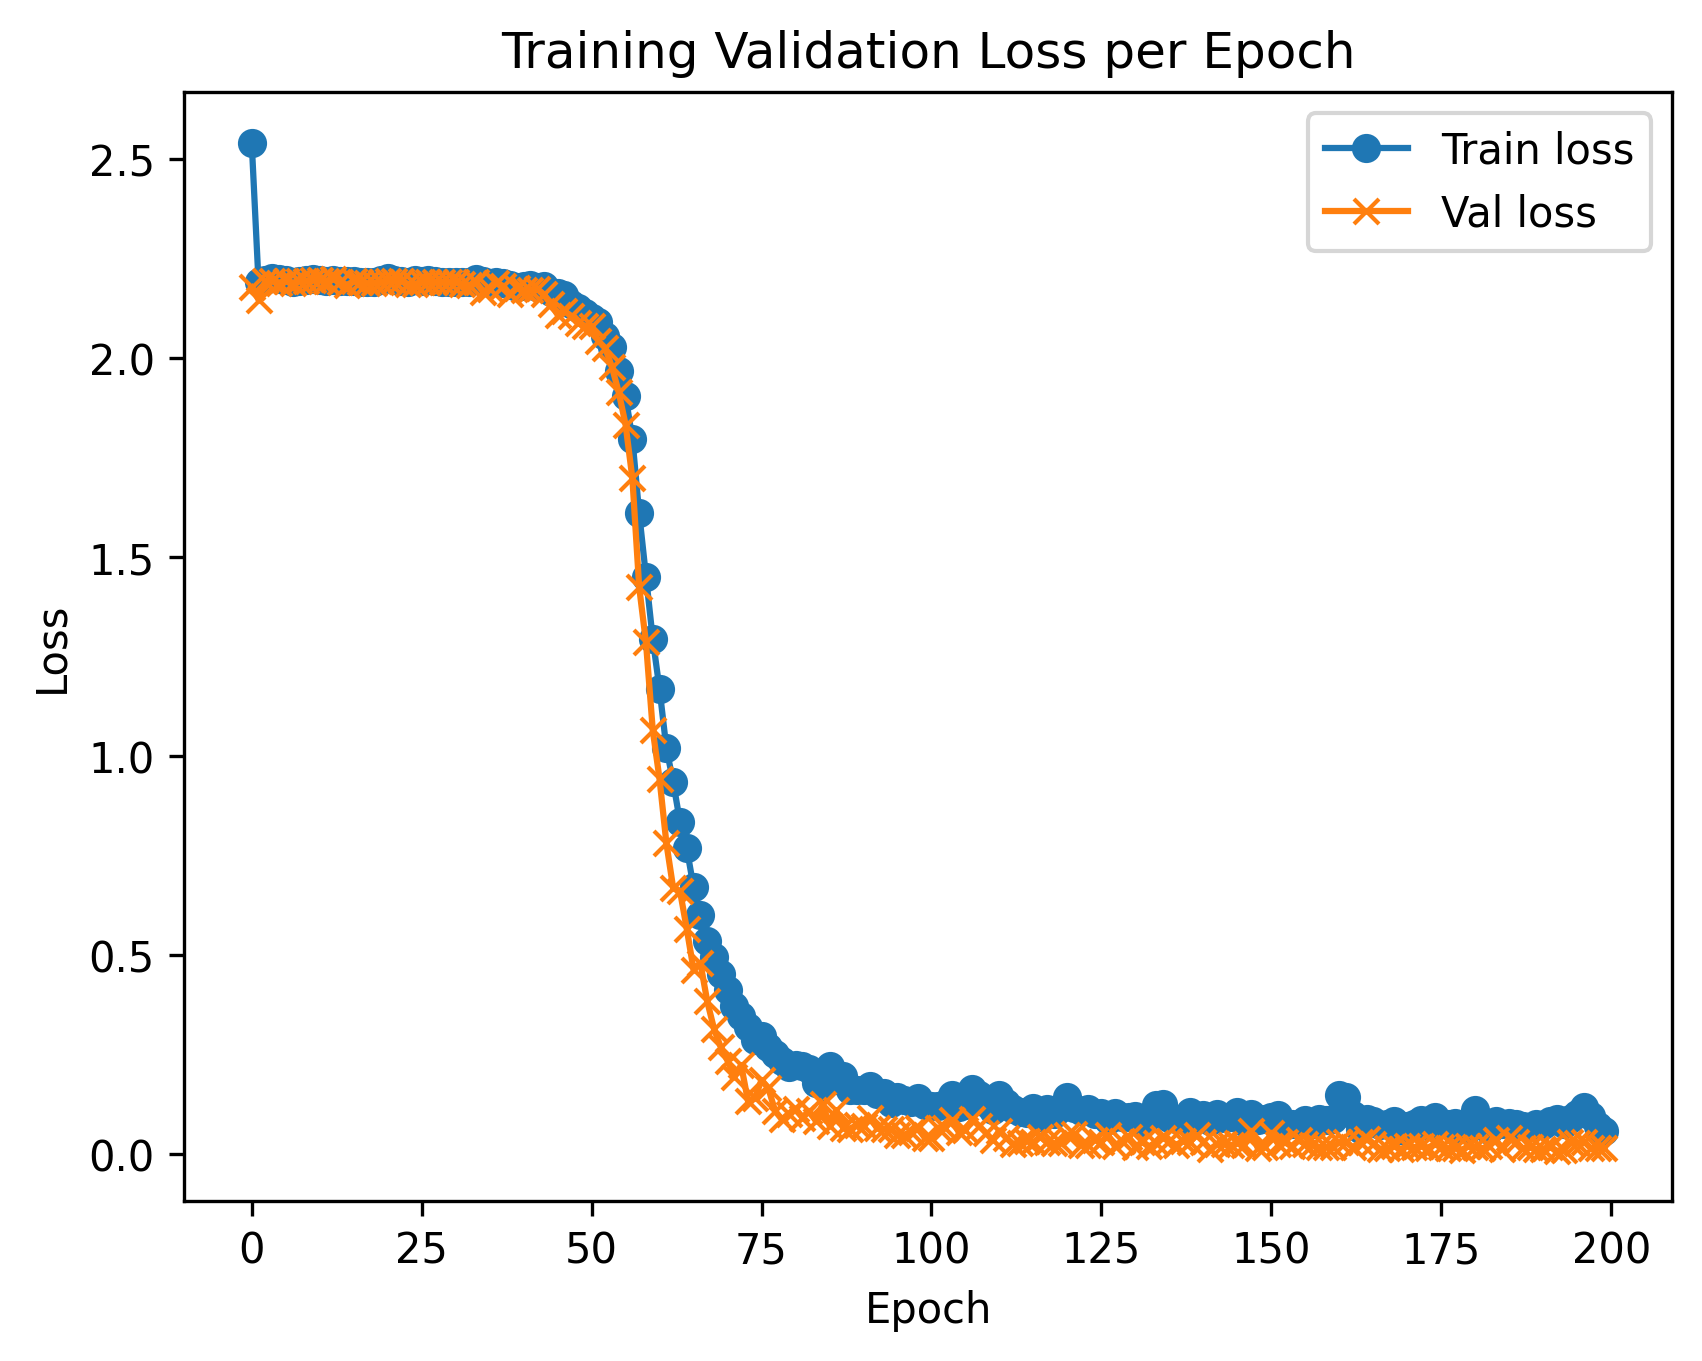 Training Validation Loss per Epoch
Train loss
Val loss
2.5
2.0
1.5
1.0
0.5
0.0
Loss
0 25 50 75 100 125 150 175 200
Epoch